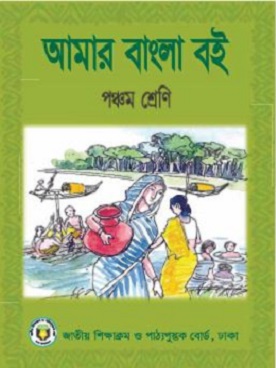 আমার বাংলা বই
পঞ্চম শ্রেণি
জাতীয় শিক্ষাক্রম ও পাঠ্যপুস্তক বোর্ড, ঢাকা